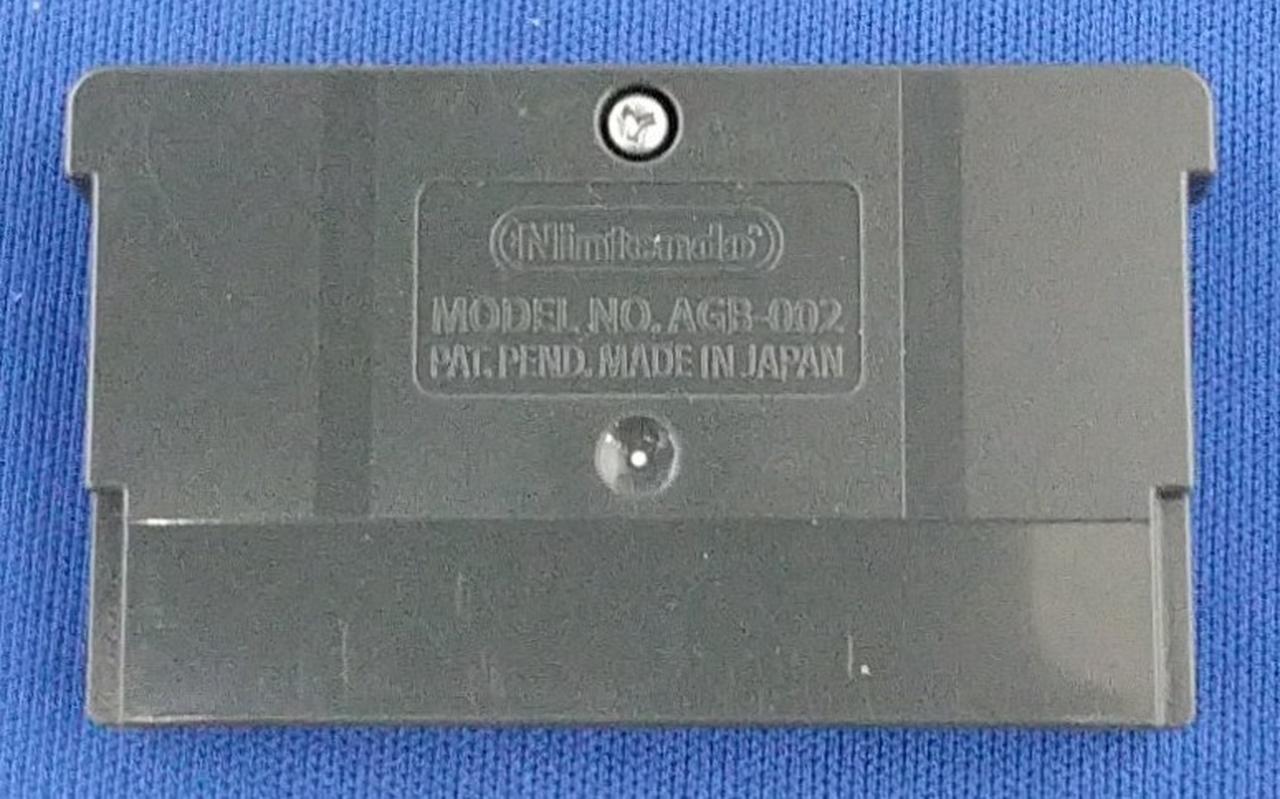 Nintendo
MODEL NO. AGB-002
PAT. PEND. MADE IN JAPAN